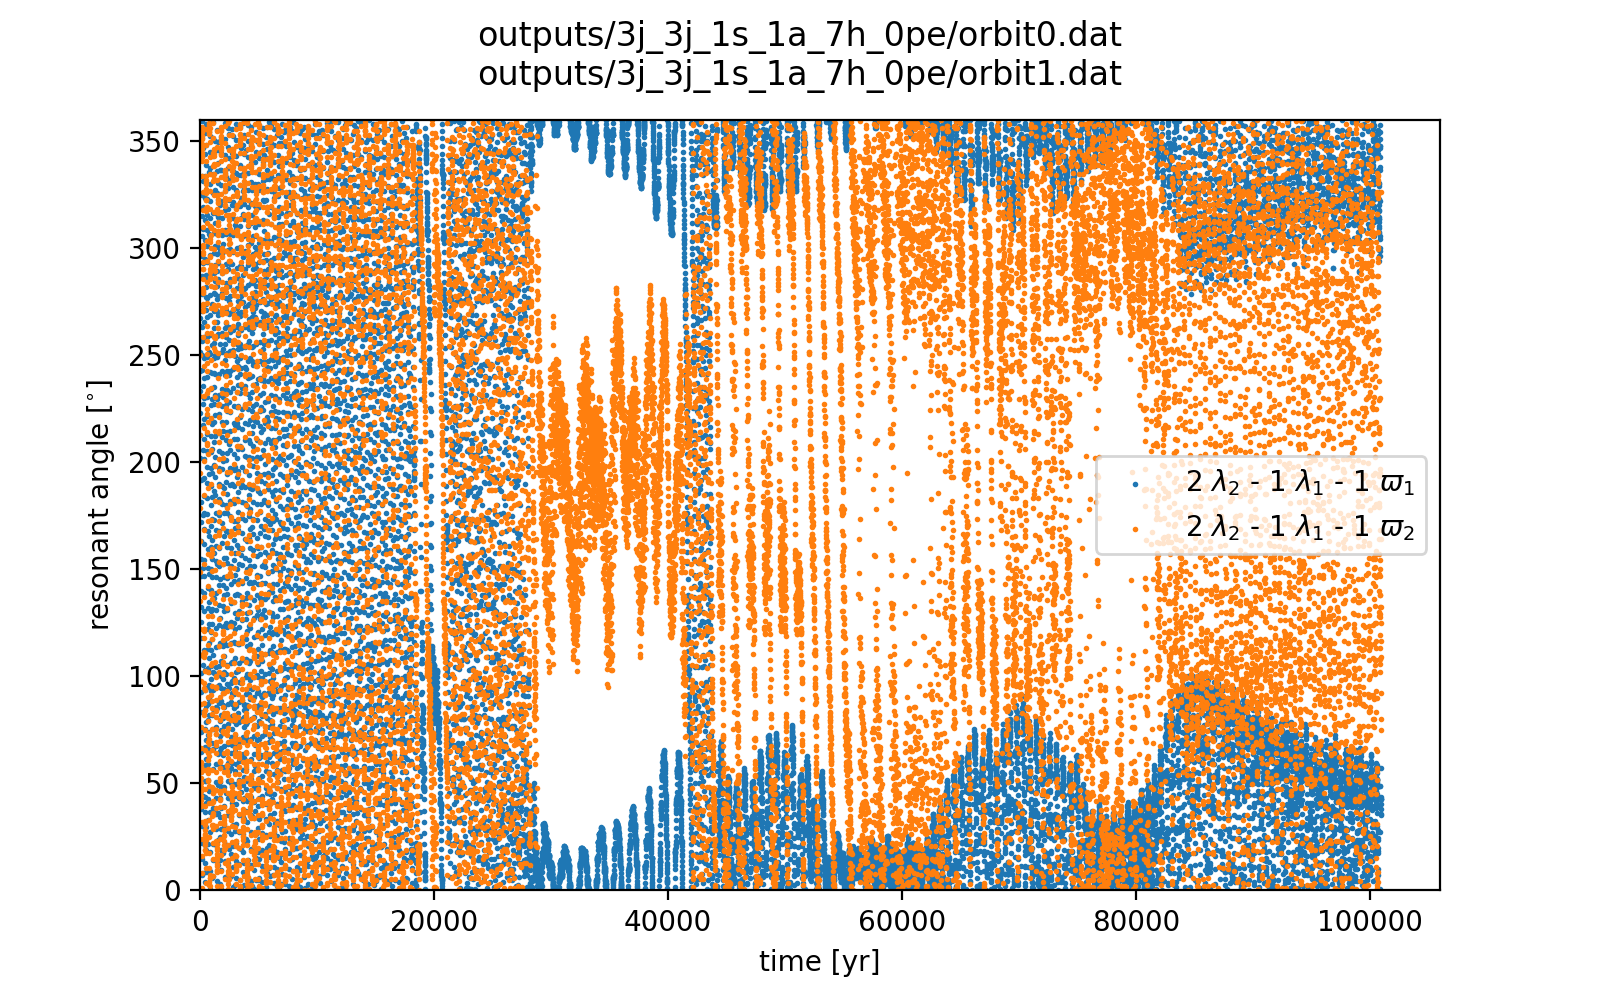 outputs/3j_3j_1s_1a_7h_0pe/orbit0.dat
outputs/3j_3j_1s_1a_7h_0pe/orbit1.dat
350
300
250
200
150
100
50
0
resonant angle [°]
2 λ₂ - 1 λ₁ - 1 ϖ₁
2 λ₂ - 1 λ₁ - 1 ϖ₂
0 20000 40000 60000 80000 100000
time [yr]